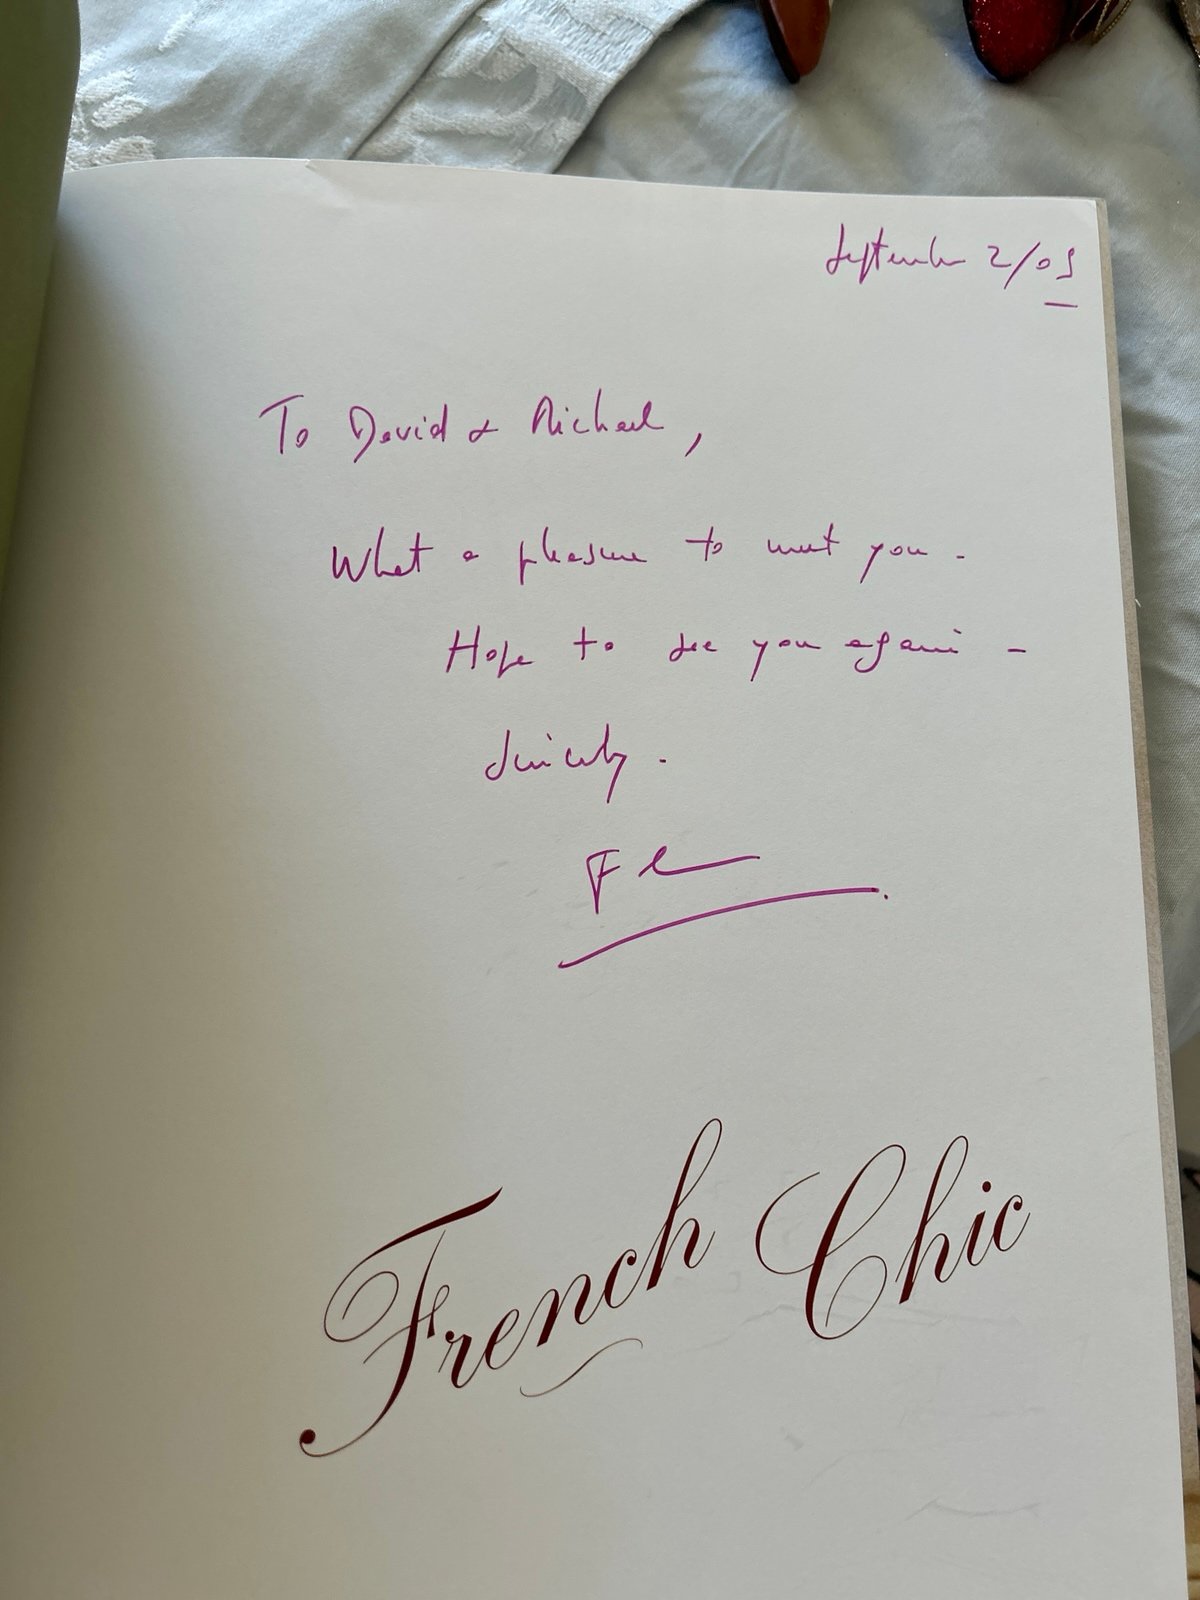 September 2/05
To David & Michael,
What a pleasure to meet you.
Hope to see you again -
Sincerely.
French Chic